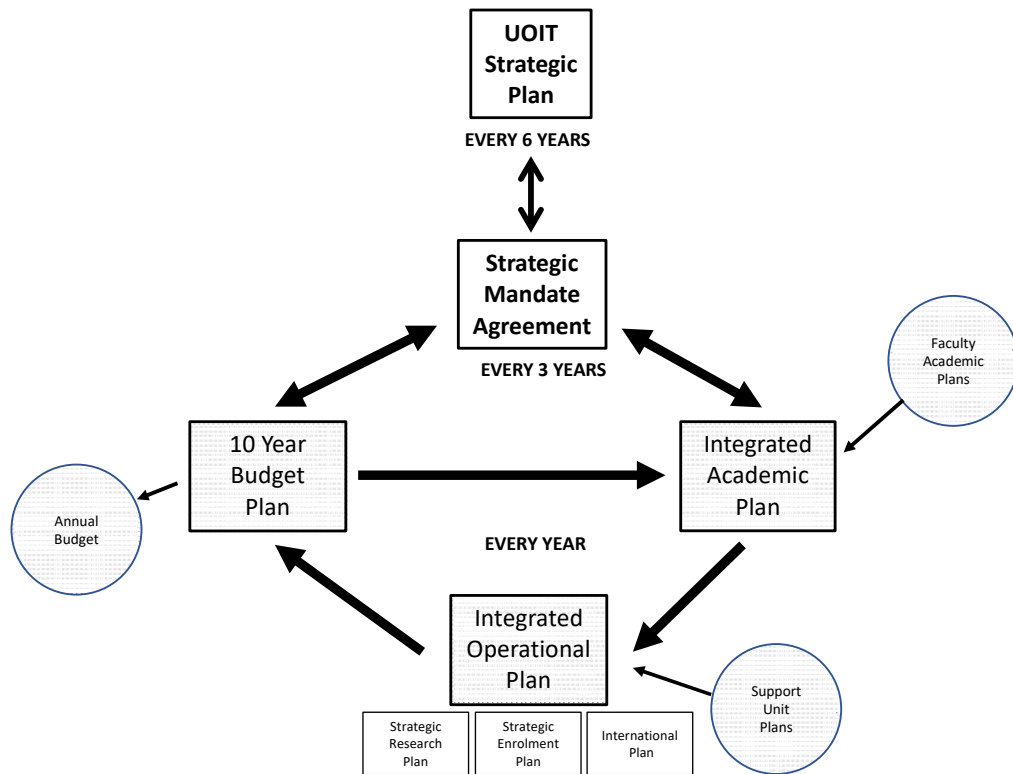 UOIT
Strategic
Plan
EVERY 6 YEARS
Strategic
Mandate
Agreement
EVERY 3 YEARS
Faculty
Academic
Plans
10 Year
Budget
Plan
Integrated
Academic
Plan
Annual
Budget
EVERY YEAR
Integrated
Operational
Plan
Support
Unit
Plans
Strategic
Research
Plan
Strategic
Enrolment
Plan
International
Plan